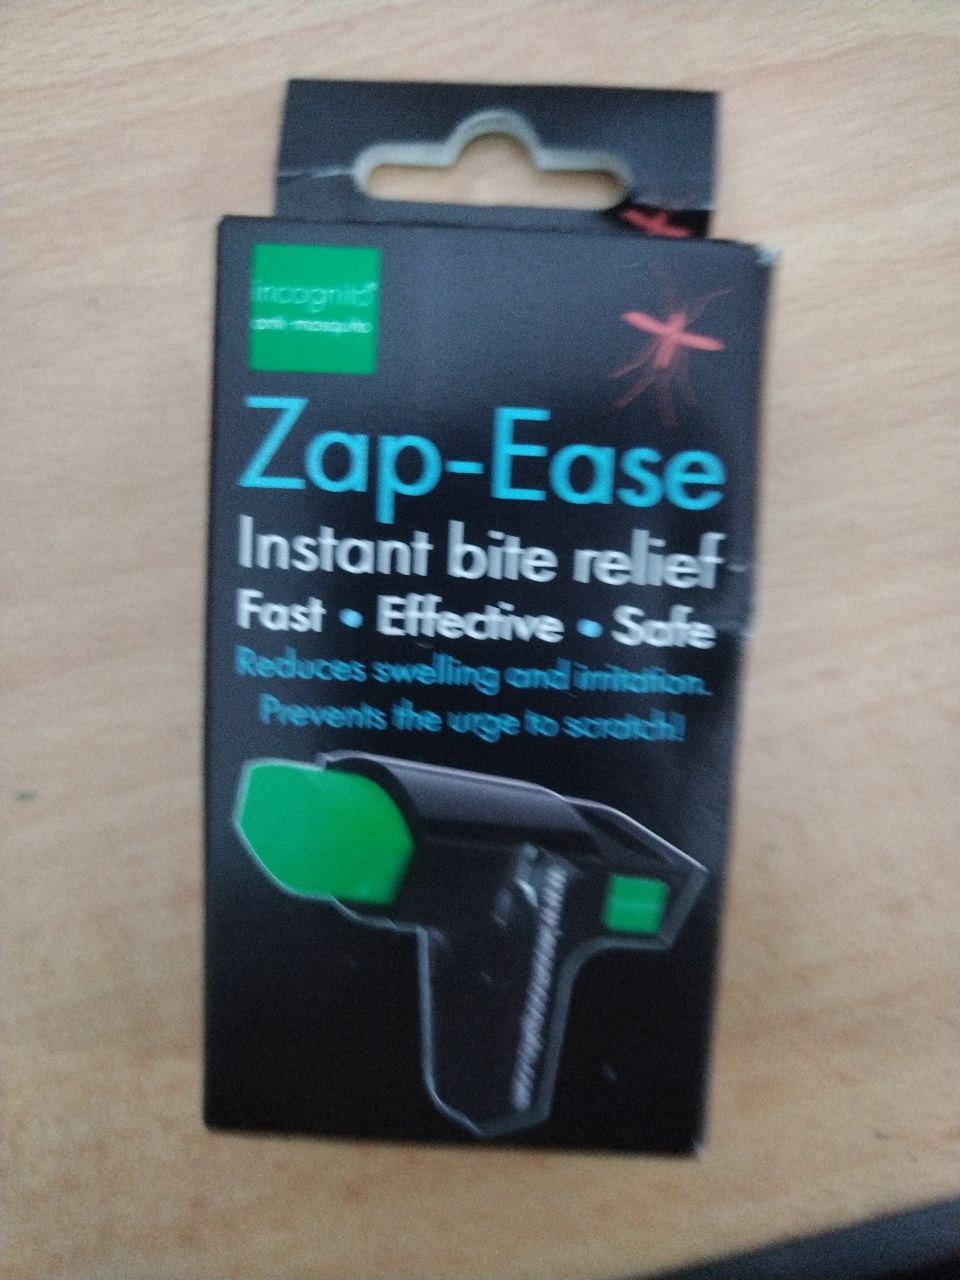 incognito®
anti-mosquito
Zap-Ease
Instant bite relief
Fast • Effective • Safe
Reduces swelling and irritation.
Prevents the urge to scratch!